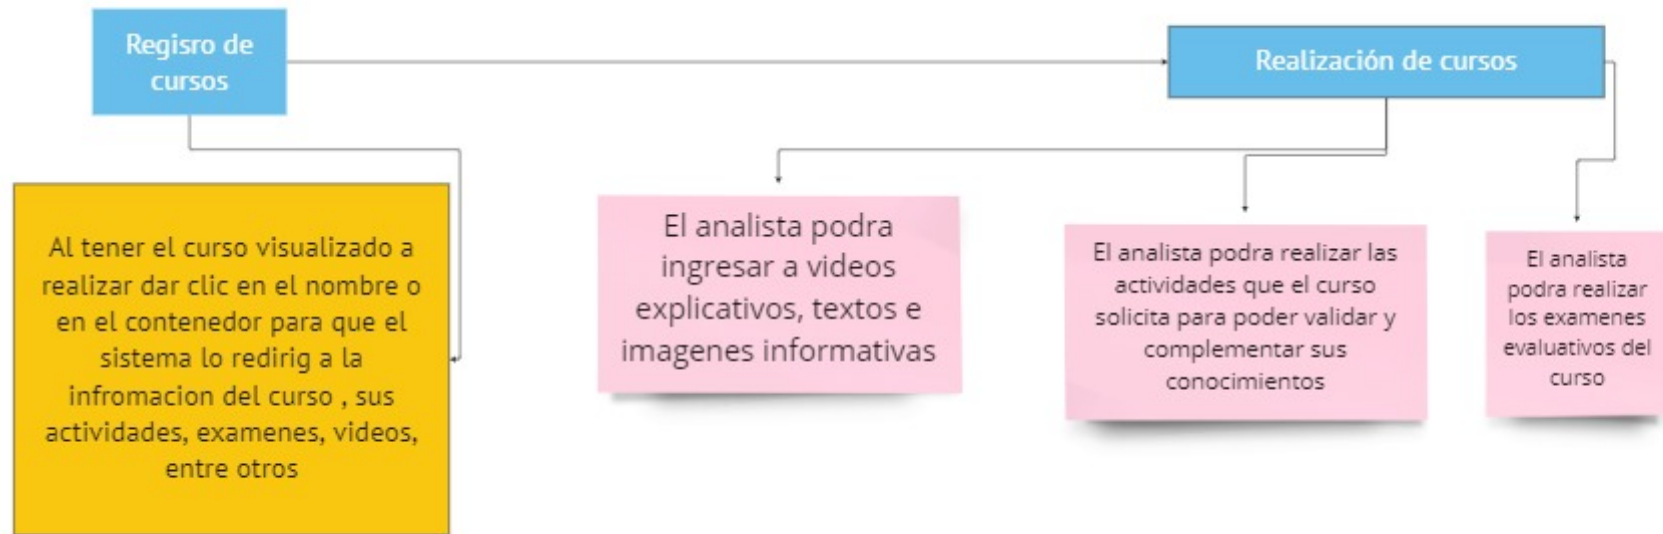 Regisro de
cursos
Realización de cursos
Al tener el curso visualizado a
realizar dar clic en el nombre o
en el contenedor para que el
sistema lo redirig a la
infromacion del curso , sus
actividades, examenes, videos,
entre otros
El analista podra
ingresar a videos
explicativos, textos e
imagenes informativas
El analista podra realizar las
actividades que el curso
solicita para poder validar y
complementar sus
conocimientos
El analista
podra realizar
los examenes
evaluativos del
curso